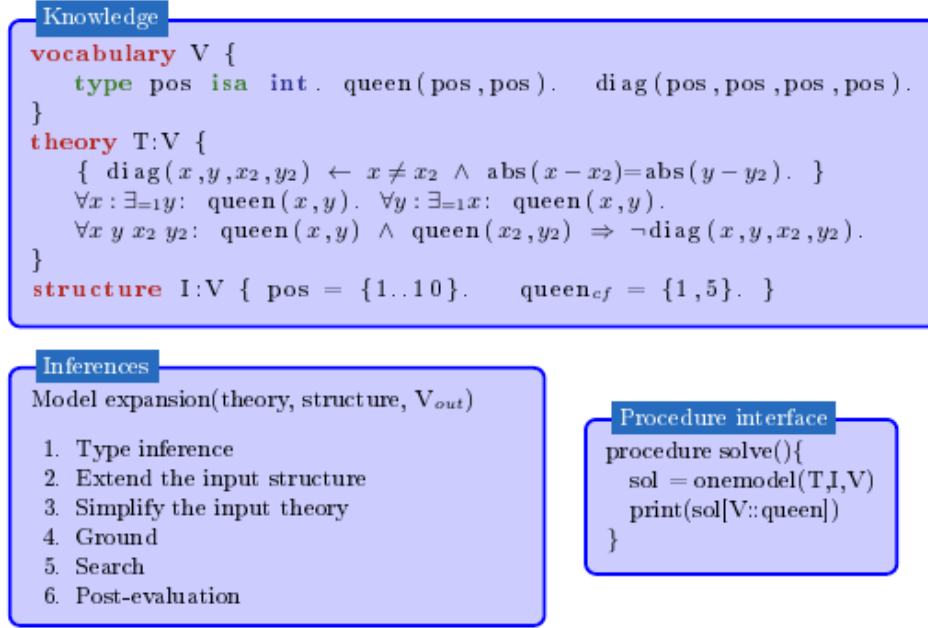 Knowledge
vocabulary V {
type pos isa int. queen(pos,pos). diag(pos,pos,pos,pos).
}
theory T:V {
{ diag(x,y,x₂,y₂) ← x ≠ x₂ ∧ abs(x − x₂)=abs(y − y₂). }
∀x : ∃₌₁y: queen(x,y). ∀y : ∃₌₁x: queen(x,y).
∀x y x₂ y₂: queen(x,y) ∧ queen(x₂,y₂) ⇒ ¬diag(x,y,x₂,y₂).
}
structure I:V { pos = {1..10}. queen_cf = {1,5}. }
Inferences
Model expansion(theory, structure, V_out)
1. Type inference
2. Extend the input structure
3. Simplify the input theory
4. Ground
5. Search
6. Post-evaluation
Procedure interface
procedure solve(){
sol = onemodel(T,I,V)
print(sol[V::queen])
}